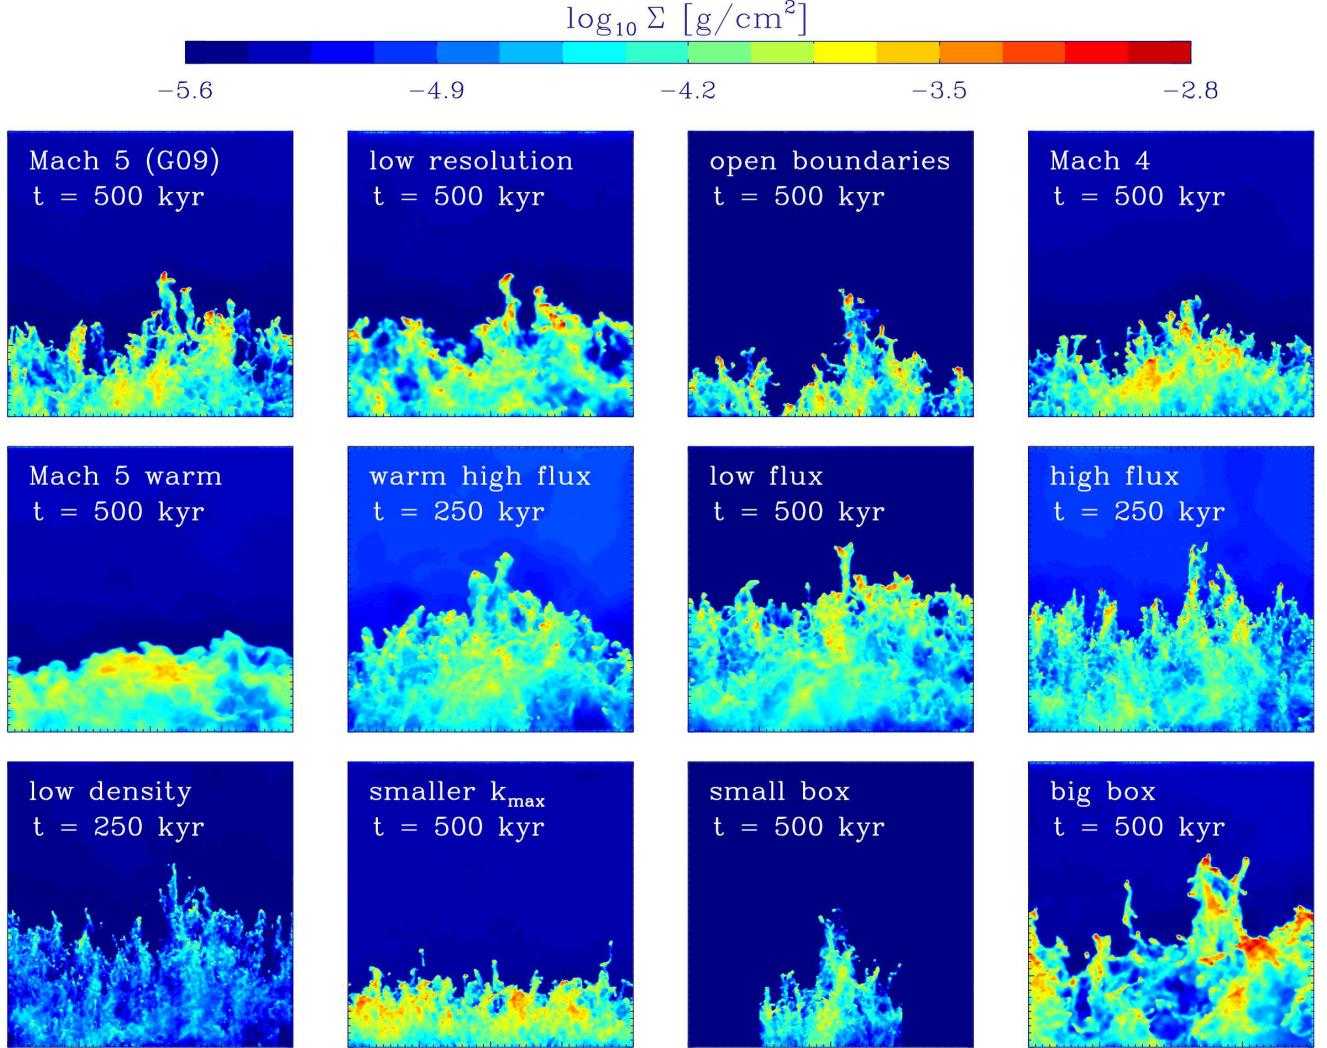 log₁₀ Σ [g/cm²]
−5.6 −4.9 −4.2 −3.5 −2.8
Mach 5 (G09)
t = 500 kyr
low resolution
t = 500 kyr
open boundaries
t = 500 kyr
Mach 4
t = 500 kyr
Mach 5 warm
t = 500 kyr
warm high flux
t = 250 kyr
low flux
t = 500 kyr
high flux
t = 250 kyr
low density
t = 250 kyr
smaller kₘₐₓ
t = 500 kyr
small box
t = 500 kyr
big box
t = 500 kyr